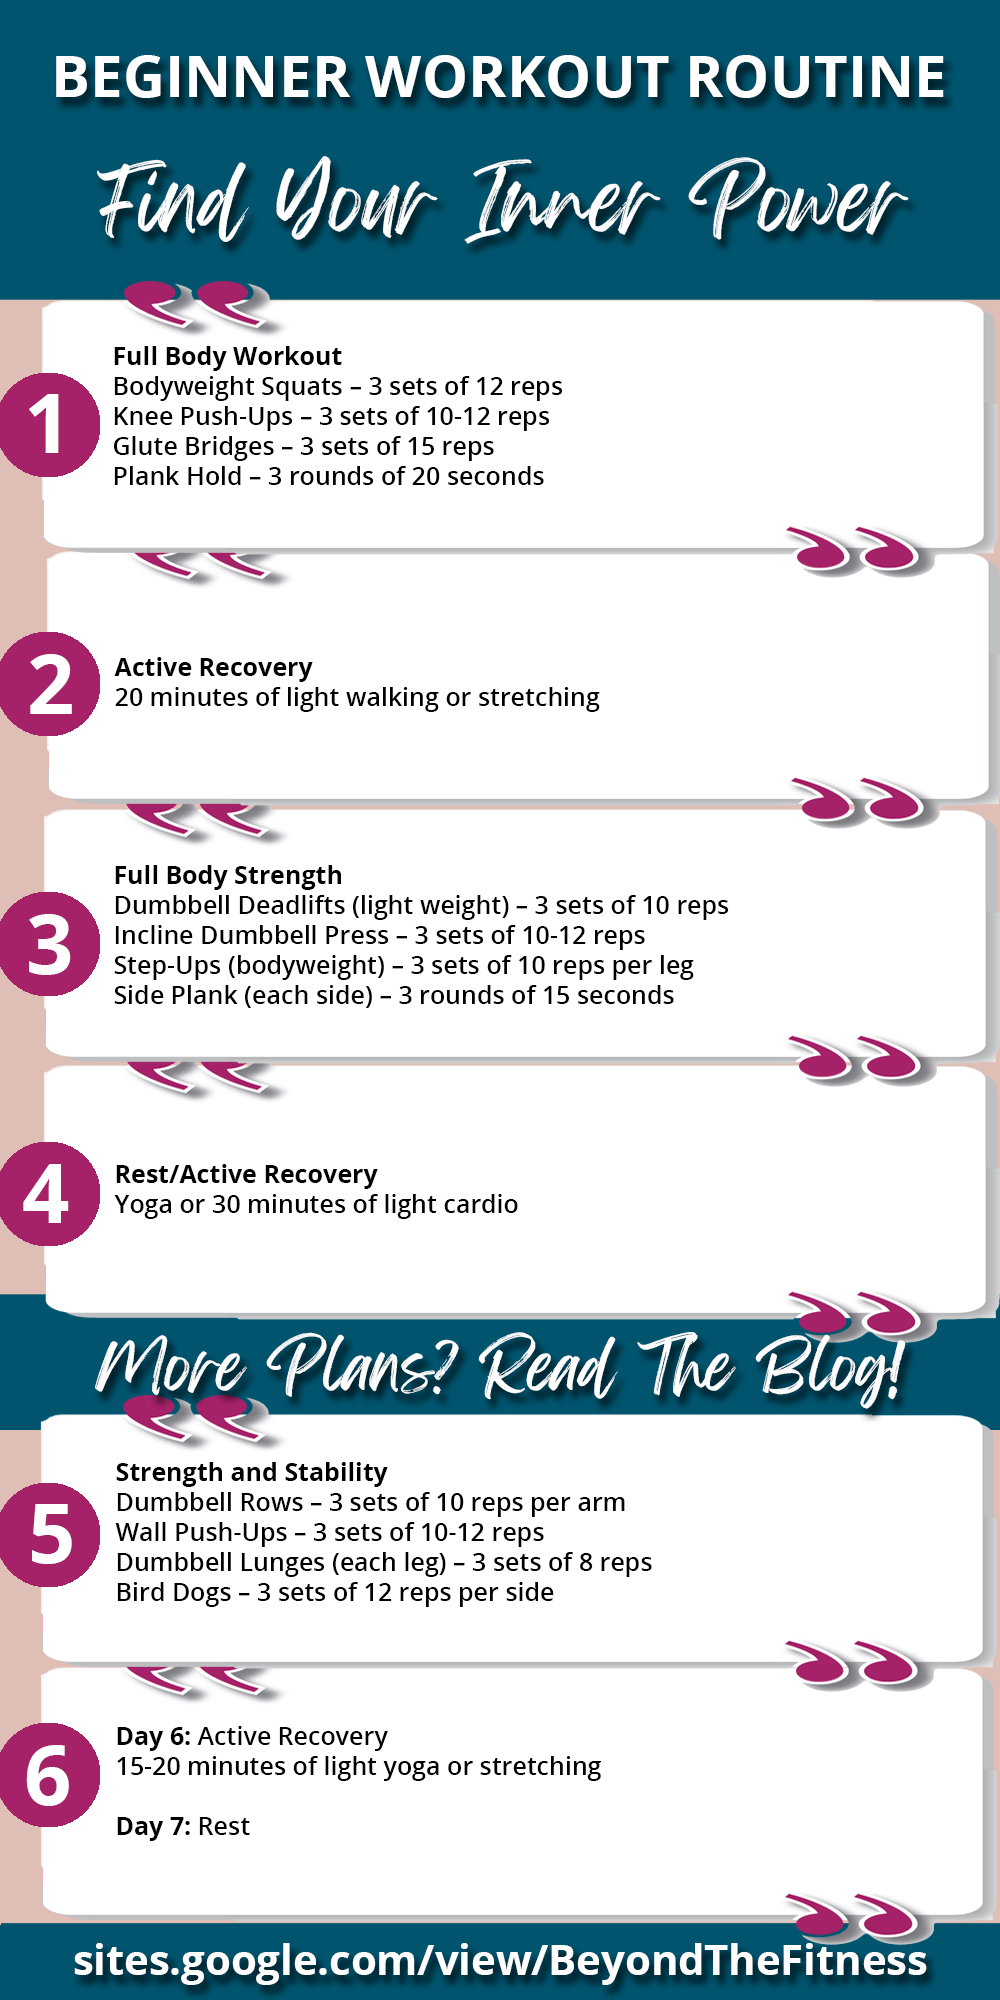 BEGINNER WORKOUT ROUTINE
Find Your Inner Power
1
Full Body Workout
Bodyweight Squats – 3 sets of 12 reps
Knee Push-Ups – 3 sets of 10-12 reps
Glute Bridges – 3 sets of 15 reps
Plank Hold – 3 rounds of 20 seconds
2
Active Recovery
20 minutes of light walking or stretching
3
Full Body Strength
Dumbbell Deadlifts (light weight) – 3 sets of 10 reps
Incline Dumbbell Press – 3 sets of 10-12 reps
Step-Ups (bodyweight) – 3 sets of 10 reps per leg
Side Plank (each side) – 3 rounds of 15 seconds
4
Rest/Active Recovery
Yoga or 30 minutes of light cardio
More Plans? Read The Blog!
5
Strength and Stability
Dumbbell Rows – 3 sets of 10 reps per arm
Wall Push-Ups – 3 sets of 10-12 reps
Dumbbell Lunges (each leg) – 3 sets of 8 reps
Bird Dogs – 3 sets of 12 reps per side
6
Day 6: Active Recovery
15-20 minutes of light yoga or stretching
Day 7: Rest
sites.google.com/view/BeyondTheFitness